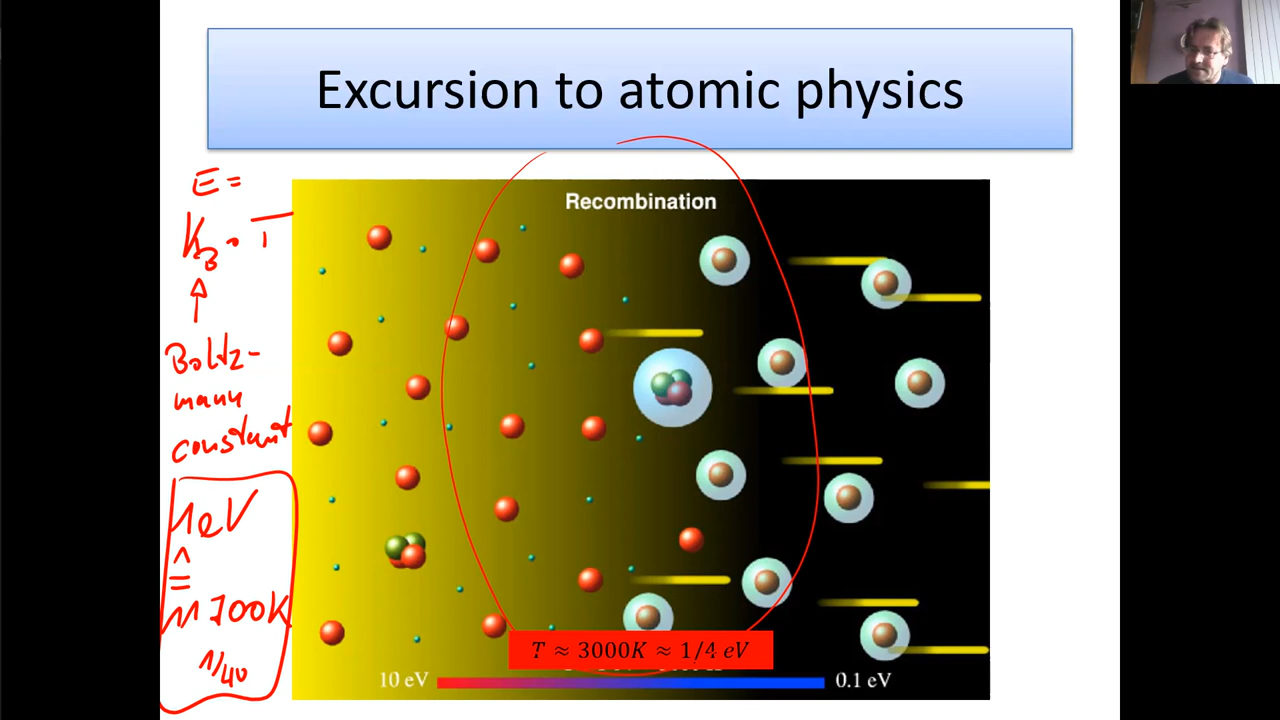 Excursion to atomic physics
E =
K_B · T
↑
Boltz-
mann
constant
1eV
≙
11700K
1/40
Recombination
T ≈ 3000K ≈ 1/4 eV
10 eV
0.1 eV